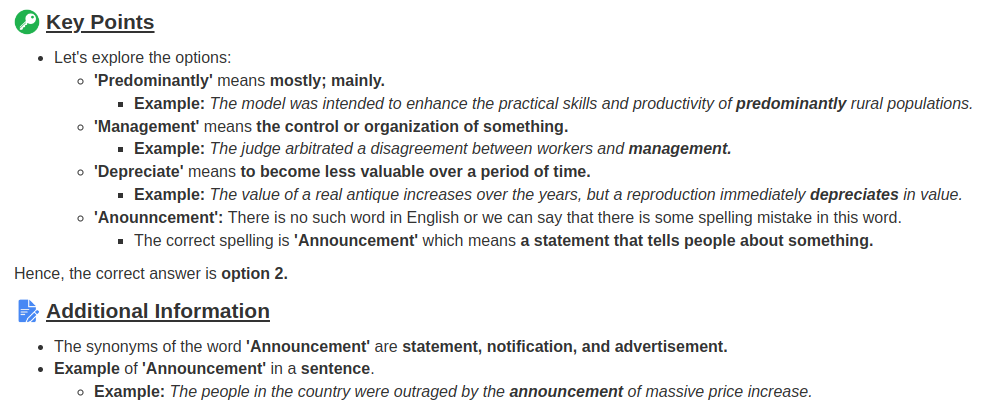 Key Points
• Let's explore the options:
◦ 'Predominantly' means mostly; mainly.
▪ Example: The model was intended to enhance the practical skills and productivity of predominantly rural populations.
◦ 'Management' means the control or organization of something.
▪ Example: The judge arbitrated a disagreement between workers and management.
◦ 'Depreciate' means to become less valuable over a period of time.
▪ Example: The value of a real antique increases over the years, but a reproduction immediately depreciates in value.
◦ 'Anounncement': There is no such word in English or we can say that there is some spelling mistake in this word.
▪ The correct spelling is 'Announcement' which means a statement that tells people about something.
Hence, the correct answer is option 2.
Additional Information
• The synonyms of the word 'Announcement' are statement, notification, and advertisement.
• Example of 'Announcement' in a sentence.
◦ Example: The people in the country were outraged by the announcement of massive price increase.